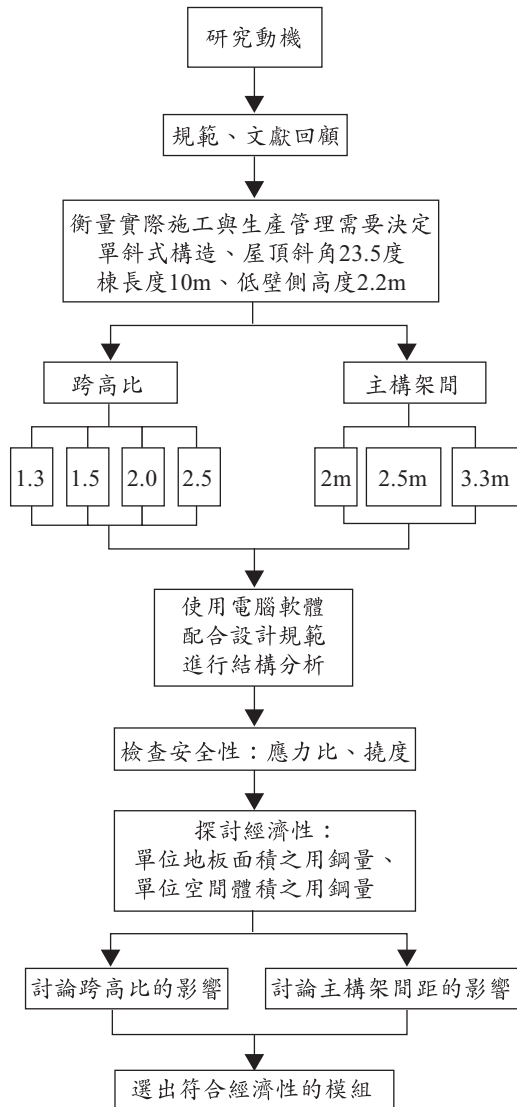 研究動機
規範、文獻回顧
衡量實際施工與生產管理需要決定
單斜式構造、屋頂斜角23.5度
棟長度10m、低壁側高度2.2m
跨高比
主構架間
1.3
1.5
2.0
2.5
2m
2.5m
3.3m
使用電腦軟體
配合設計規範
進行結構分析
檢查安全性：應力比、撓度
探討經濟性：
單位地板面積之用鋼量、
單位空間體積之用鋼量
討論跨高比的影響
討論主構架間距的影響
選出符合經濟性的模組